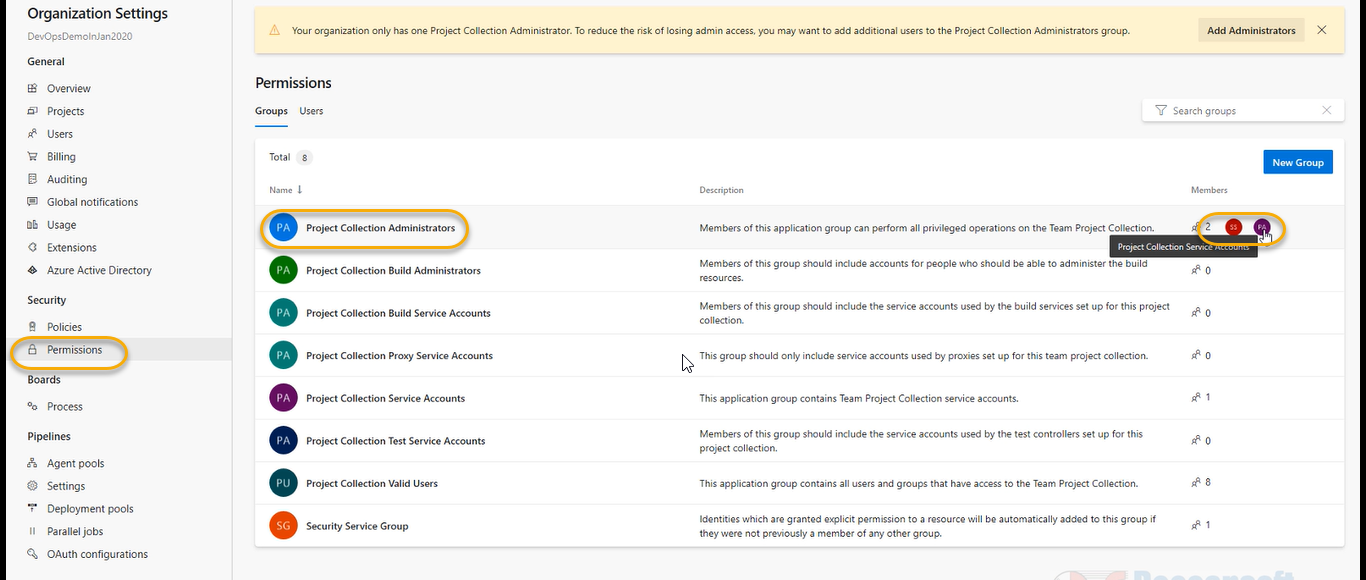 Organization Settings
DevOpsDemoInJan2020
General
Overview
Projects
Users
Billing
Auditing
Global notifications
Usage
Extensions
Azure Active Directory
Security
Policies
Permissions
Boards
Process
Pipelines
Agent pools
Settings
Deployment pools
Parallel jobs
OAuth configurations
Your organization only has one Project Collection Administrator. To reduce the risk of losing admin access, you may want to add additional users to the Project Collection Administrators group.
Add Administrators
Permissions
Groups Users
Search groups
Total 8
New Group
Name Description Members
PA Project Collection Administrators Members of this application group can perform all privileged operations on the Team Project Collection. 2 SS PA
Project Collection Service Accounts
PA Project Collection Build Administrators Members of this group should include accounts for people who should be able to administer the build
resources. 0
PA Project Collection Build Service Accounts Members of this group should include the service accounts used by the build services set up for this project
collection. 0
PA Project Collection Proxy Service Accounts This group should only include service accounts used by proxies set up for this team project collection. 0
PA Project Collection Service Accounts This application group contains Team Project Collection service accounts. 1
PA Project Collection Test Service Accounts Members of this group should include the service accounts used by the test controllers set up for this
project collection. 0
PU Project Collection Valid Users This application group contains all users and groups that have access to the Team Project Collection. 8
SG Security Service Group Identities which are granted explicit permission to a resource will be automatically added to this group if
they were not previously a member of any other group. 1